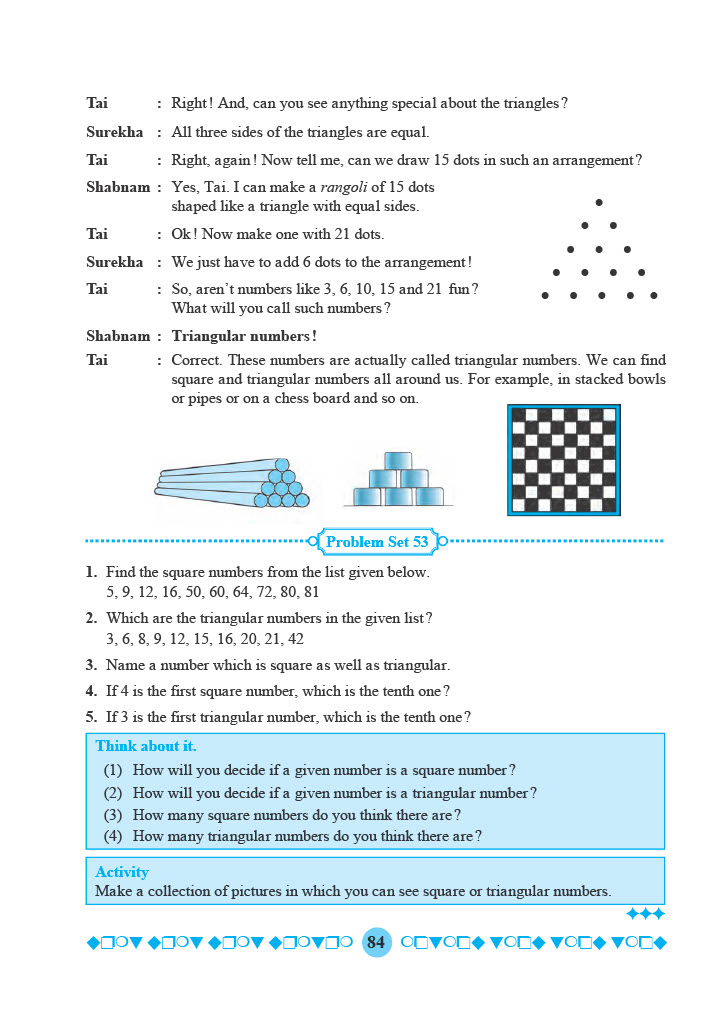 Tai : Right! And, can you see anything special about the triangles?
Surekha : All three sides of the triangles are equal.
Tai : Right, again! Now tell me, can we draw 15 dots in such an arrangement?
Shabnam : Yes, Tai. I can make a rangoli of 15 dots
shaped like a triangle with equal sides.
Tai : Ok! Now make one with 21 dots.
Surekha : We just have to add 6 dots to the arrangement!
Tai : So, aren't numbers like 3, 6, 10, 15 and 21 fun?
What will you call such numbers?
Shabnam : Triangular numbers!
Tai : Correct. These numbers are actually called triangular numbers. We can find
square and triangular numbers all around us. For example, in stacked bowls
or pipes or on a chess board and so on.
Problem Set 53
1. Find the square numbers from the list given below.
5, 9, 12, 16, 50, 60, 64, 72, 80, 81
2. Which are the triangular numbers in the given list?
3, 6, 8, 9, 12, 15, 16, 20, 21, 42
3. Name a number which is square as well as triangular.
4. If 4 is the first square number, which is the tenth one?
5. If 3 is the first triangular number, which is the tenth one?
Think about it.
(1) How will you decide if a given number is a square number?
(2) How will you decide if a given number is a triangular number?
(3) How many square numbers do you think there are?
(4) How many triangular numbers do you think there are?
Activity
Make a collection of pictures in which you can see square or triangular numbers.
84